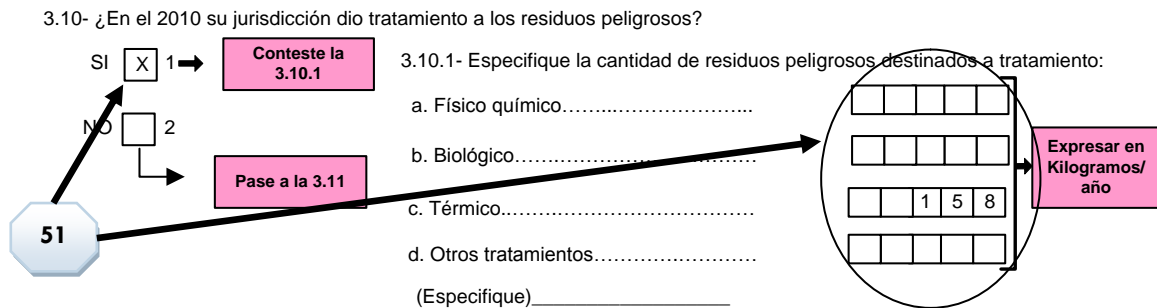 3.10- ¿En el 2010 su jurisdicción dio tratamiento a los residuos peligrosos?
SI X 1
Conteste la
3.10.1
NO 2
Pase a la 3.11
51
3.10.1- Especifique la cantidad de residuos peligrosos destinados a tratamiento:
a. Físico químico……...………………...
b. Biológico…….…………………………
c. Térmico..……………………………….
d. Otros tratamientos………….…………
(Especifique)____________________
1 5 8
Expresar en
Kilogramos/
año